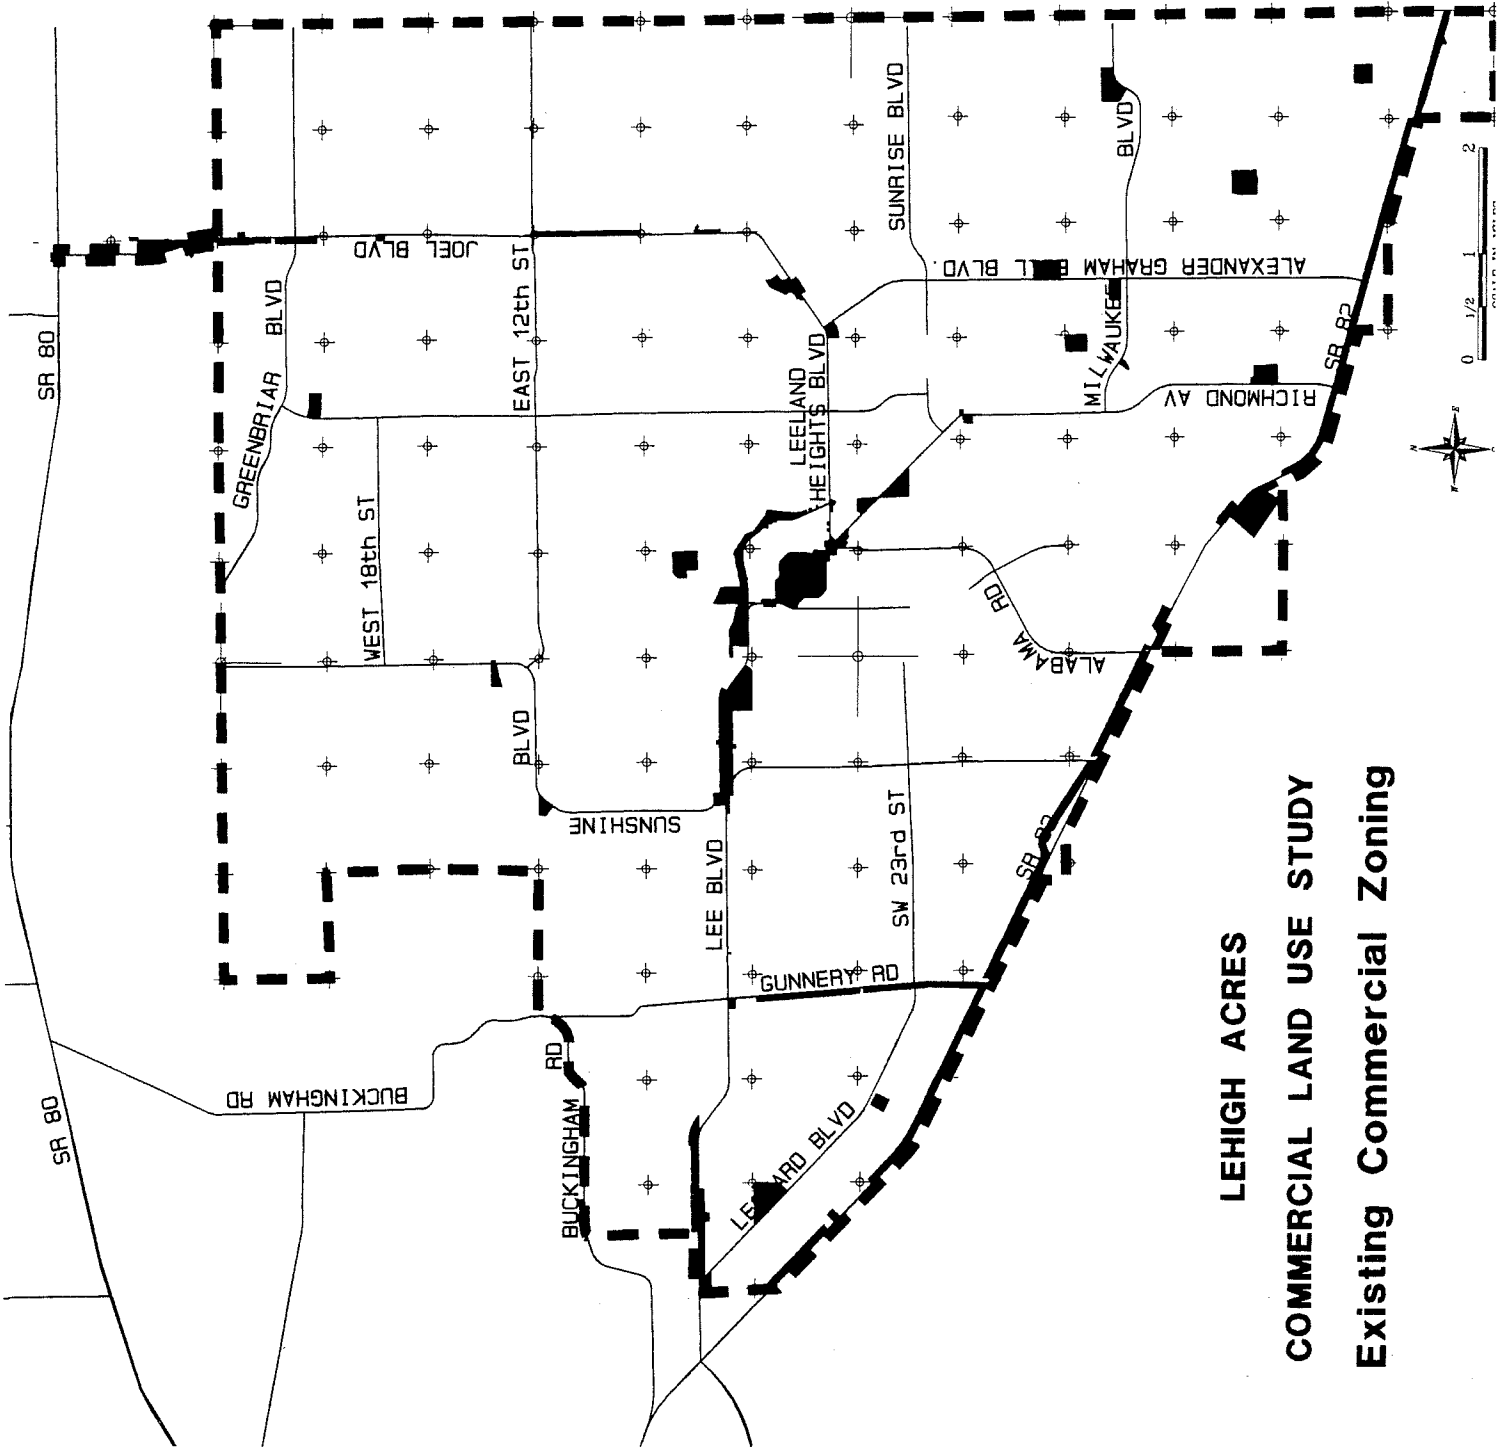 LEHIGH ACRES
COMMERCIAL LAND USE STUDY
Existing Commercial Zoning
SR 80
SR 80
BUCKINGHAM RD
BUCKINGHAM
RD
GREENBRIAR
BLVD
WEST 18th ST
EAST 12th ST
JOEL BLVD
SUNSHINE
BLVD
LEE BLVD
GUNNERY RD
SW 23rd ST
BLVD
LEELAND
HEIGHTS BLVD
SUNRISE BLVD
ALEXANDER GRAHAM
BLVD.
MILWAUKEE
BLVD
RICHMOND AV
ALABAMA
RD
SR 82
SR
0
1/2
1
2
N
E